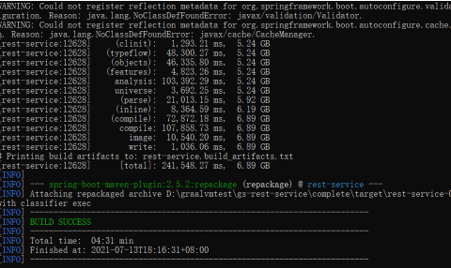 WARNING: Could not register reflection metadata for org.springframework.boot.autoconfigure.valida
iguration. Reason: java.lang.NoClassDefFoundError: javax/validation/Validator.
WARNING: Could not register reflection metadata for org.springframework.boot.autoconfigure.cache.
. Reason: java.lang.NoClassDefFoundError: javax/cache/CacheManager.
rest-service:12628] (clinit): 1,293.21 ms, 5.24 GB
rest-service:12628] (typeflow): 48,300.27 ms, 5.24 GB
rest-service:12628] (objects): 46,335.80 ms, 5.24 GB
rest-service:12628] (features): 4,823.26 ms, 5.24 GB
rest-service:12628] analysis: 103,392.29 ms, 5.24 GB
rest-service:12628] universe: 3,692.25 ms, 5.24 GB
rest-service:12628] (parse): 21,013.15 ms, 5.92 GB
rest-service:12628] (inline): 8,364.59 ms, 6.19 GB
rest-service:12628] (compile): 72,872.18 ms, 6.89 GB
rest-service:12628] compile: 107,858.73 ms, 6.89 GB
rest-service:12628] image: 10,540.20 ms, 6.89 GB
rest-service:12628] write: 1,036.06 ms, 6.89 GB
Printing build artifacts to: rest-service.build_artifacts.txt
rest-service:12628] [total]: 241,548.27 ms, 6.89 GB
[INFO]
[INFO] --- spring-boot-maven-plugin:2.5.2:repackage (repackage) @ rest-service ---
[INFO] Attaching repackaged archive D:\graalvmtest\gs-rest-service\complete\target\rest-service-0
with classifier exec
[INFO] ------------------------------------------------------------------------
[INFO] BUILD SUCCESS
[INFO] ------------------------------------------------------------------------
[INFO] Total time: 04:31 min
[INFO] Finished at: 2021-07-13T18:16:31+08:00
[INFO] ------------------------------------------------------------------------